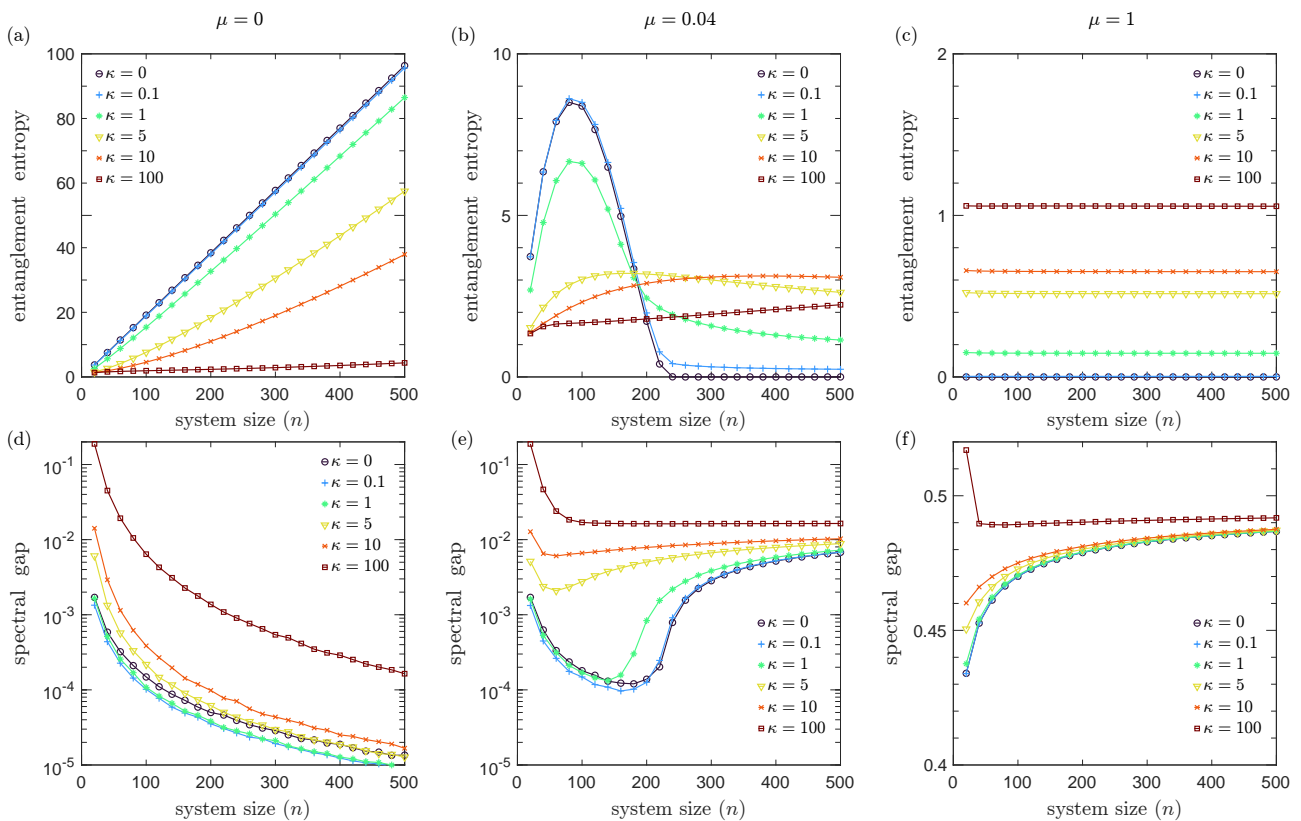 μ = 0
μ = 0.04
μ = 1
(a)
100
80
60
40
20
0
0 100 200 300 400 500
entanglement entropy
system size (n)
κ = 0
κ = 0.1
κ = 1
κ = 5
κ = 10
κ = 100
(b)
10
5
0
0 100 200 300 400 500
entanglement entropy
system size (n)
κ = 0
κ = 0.1
κ = 1
κ = 5
κ = 10
κ = 100
(c)
2
1
0
0 100 200 300 400 500
entanglement entropy
system size (n)
κ = 0
κ = 0.1
κ = 1
κ = 5
κ = 10
κ = 100
(d)
10⁻¹
10⁻²
10⁻³
10⁻⁴
10⁻⁵
0 100 200 300 400 500
spectral gap
system size (n)
κ = 0
κ = 0.1
κ = 1
κ = 5
κ = 10
κ = 100
(e)
10⁻¹
10⁻²
10⁻³
10⁻⁴
10⁻⁵
0 100 200 300 400 500
spectral gap
system size (n)
κ = 0
κ = 0.1
κ = 1
κ = 5
κ = 10
κ = 100
(f)
0.5
0.45
0.4
0 100 200 300 400 500
spectral gap
system size (n)
κ = 0
κ = 0.1
κ = 1
κ = 5
κ = 10
κ = 100